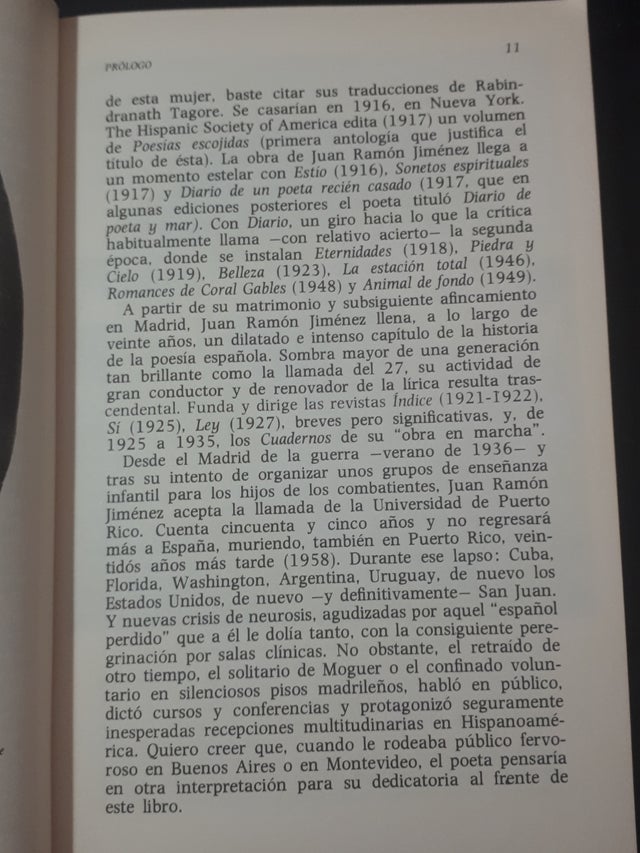 PRÓLOGO 11
de esta mujer, baste citar sus traducciones de Rabin-
dranath Tagore. Se casarían en 1916, en Nueva York.
The Hispanic Society of America edita (1917) un volumen
de Poesías escojidas (primera antología que justifica el
título de ésta). La obra de Juan Ramón Jiménez llega a
un momento estelar con Estío (1916), Sonetos espirituales
(1917) y Diario de un poeta recién casado (1917, que en
algunas ediciones posteriores el poeta tituló Diario de
poeta y mar). Con Diario, un giro hacia lo que la crítica
habitualmente llama —con relativo acierto— la segunda
época, donde se instalan Eternidades (1918), Piedra y
Cielo (1919), Belleza (1923), La estación total (1946),
Romances de Coral Gables (1948) y Animal de fondo (1949).
A partir de su matrimonio y subsiguiente afincamiento
en Madrid, Juan Ramón Jiménez llena, a lo largo de
veinte años, un dilatado e intenso capítulo de la historia
de la poesía española. Sombra mayor de una generación
tan brillante como la llamada del 27, su actividad de
gran conductor y de renovador de la lírica resulta tras-
cendental. Funda y dirige las revistas Índice (1921-1922),
Sí (1925), Ley (1927), breves pero significativas, y, de
1925 a 1935, los Cuadernos de su "obra en marcha".
Desde el Madrid de la guerra —verano de 1936— y
tras su intento de organizar unos grupos de enseñanza
infantil para los hijos de los combatientes, Juan Ramón
Jiménez acepta la llamada de la Universidad de Puerto
Rico. Cuenta cincuenta y cinco años y no regresará
más a España, muriendo, también en Puerto Rico, vein-
tidós años más tarde (1958). Durante ese lapso: Cuba,
Florida, Washington, Argentina, Uruguay, de nuevo los
Estados Unidos, de nuevo —y definitivamente— San Juan.
Y nuevas crisis de neurosis, agudizadas por aquel "español
perdido" que a él le dolía tanto, con la consiguiente pere-
grinación por salas clínicas. No obstante, el retraído de
otro tiempo, el solitario de Moguer o el confinado volun-
tario en silenciosos pisos madrileños, habló en público,
dictó cursos y conferencias y protagonizó seguramente
inesperadas recepciones multitudinarias en Hispanoamé-
rica. Quiero creer que, cuando le rodeaba público fervo-
roso en Buenos Aires o en Montevideo, el poeta pensaría
en otra interpretación para su dedicatoria al frente de
este libro.